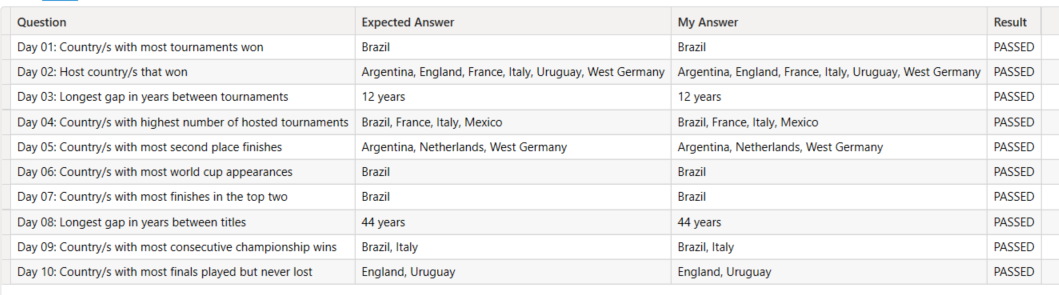 Question Expected Answer My Answer Result
Day 01: Country/s with most tournaments won Brazil Brazil PASSED
Day 02: Host country/s that won Argentina, England, France, Italy, Uruguay, West Germany Argentina, England, France, Italy, Uruguay, West Germany PASSED
Day 03: Longest gap in years between tournaments 12 years 12 years PASSED
Day 04: Country/s with highest number of hosted tournaments Brazil, France, Italy, Mexico Brazil, France, Italy, Mexico PASSED
Day 05: Country/s with most second place finishes Argentina, Netherlands, West Germany Argentina, Netherlands, West Germany PASSED
Day 06: Country/s with most world cup appearances Brazil Brazil PASSED
Day 07: Country/s with most finishes in the top two Brazil Brazil PASSED
Day 08: Longest gap in years between titles 44 years 44 years PASSED
Day 09: Country/s with most consecutive championship wins Brazil, Italy Brazil, Italy PASSED
Day 10: Country/s with most finals played but never lost England, Uruguay England, Uruguay PASSED